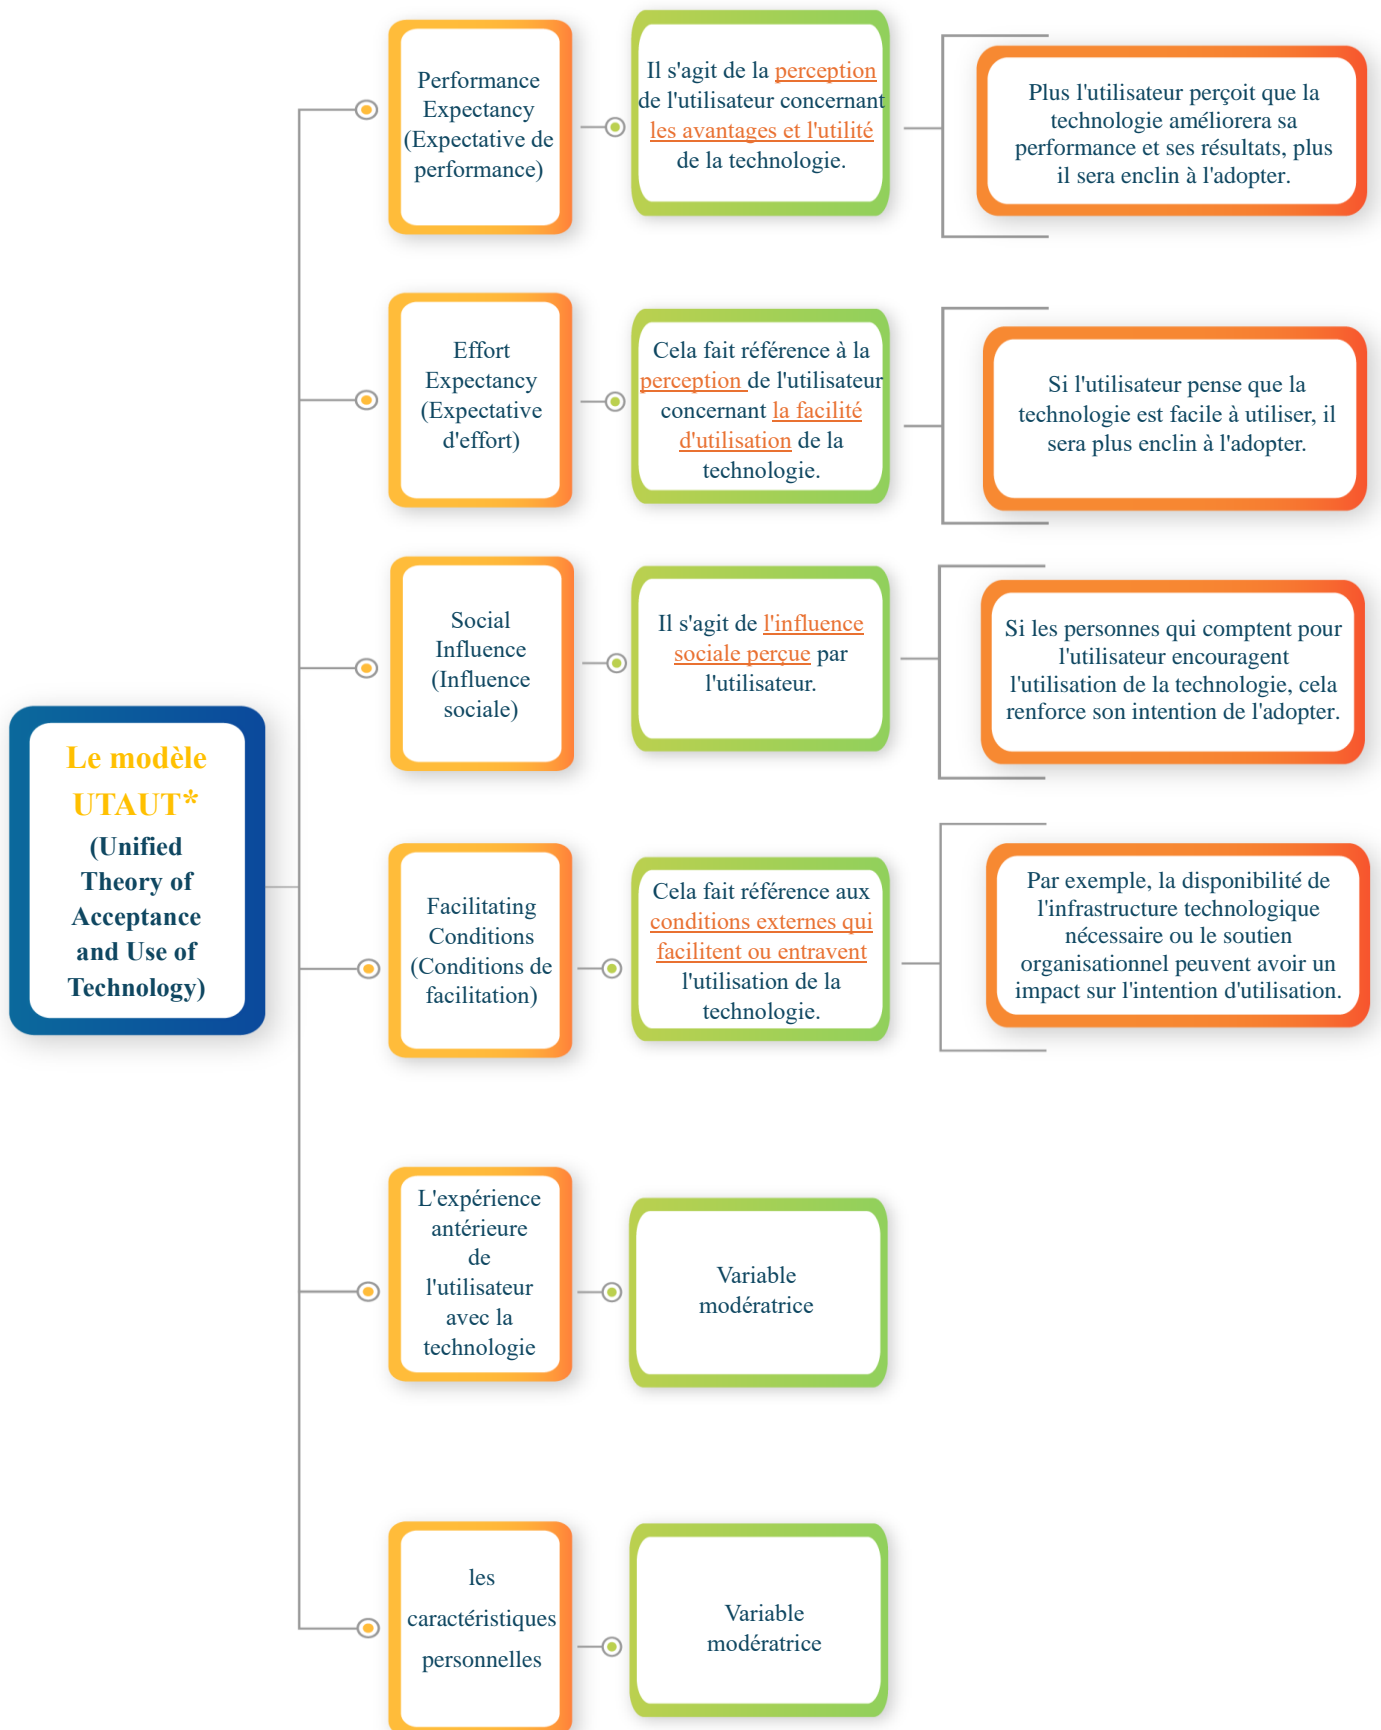 Performance
Expectancy
(Expectative de
performance)
Il s'agit de la perception
de l'utilisateur concernant
les avantages et l'utilité
de la technologie.
Plus l'utilisateur perçoit que la
technologie améliorera sa
performance et ses résultats, plus
il sera enclin à l'adopter.
Effort
Expectancy
(Expectative
d'effort)
Cela fait référence à la
perception de l'utilisateur
concernant la facilité
d'utilisation de la
technologie.
Si l'utilisateur pense que la
technologie est facile à utiliser, il
sera plus enclin à l'adopter.
Social
Influence
(Influence
sociale)
Il s'agit de l'influence
sociale perçue par
l'utilisateur.
Si les personnes qui comptent pour
l'utilisateur encouragent
l'utilisation de la technologie, cela
renforce son intention de l'adopter.
Le modèle
UTAUT*
(Unified
Theory of
Acceptance
and Use of
Technology)
Facilitating
Conditions
(Conditions de
facilitation)
Cela fait référence aux
conditions externes qui
facilitent ou entravent
l'utilisation de la
technologie.
Par exemple, la disponibilité de
l'infrastructure technologique
nécessaire ou le soutien
organisationnel peuvent avoir un
impact sur l'intention d'utilisation.
L'expérience
antérieure
de
l'utilisateur
avec la
technologie
Variable
modératrice
les
caractéristiques
personnelles
Variable
modératrice